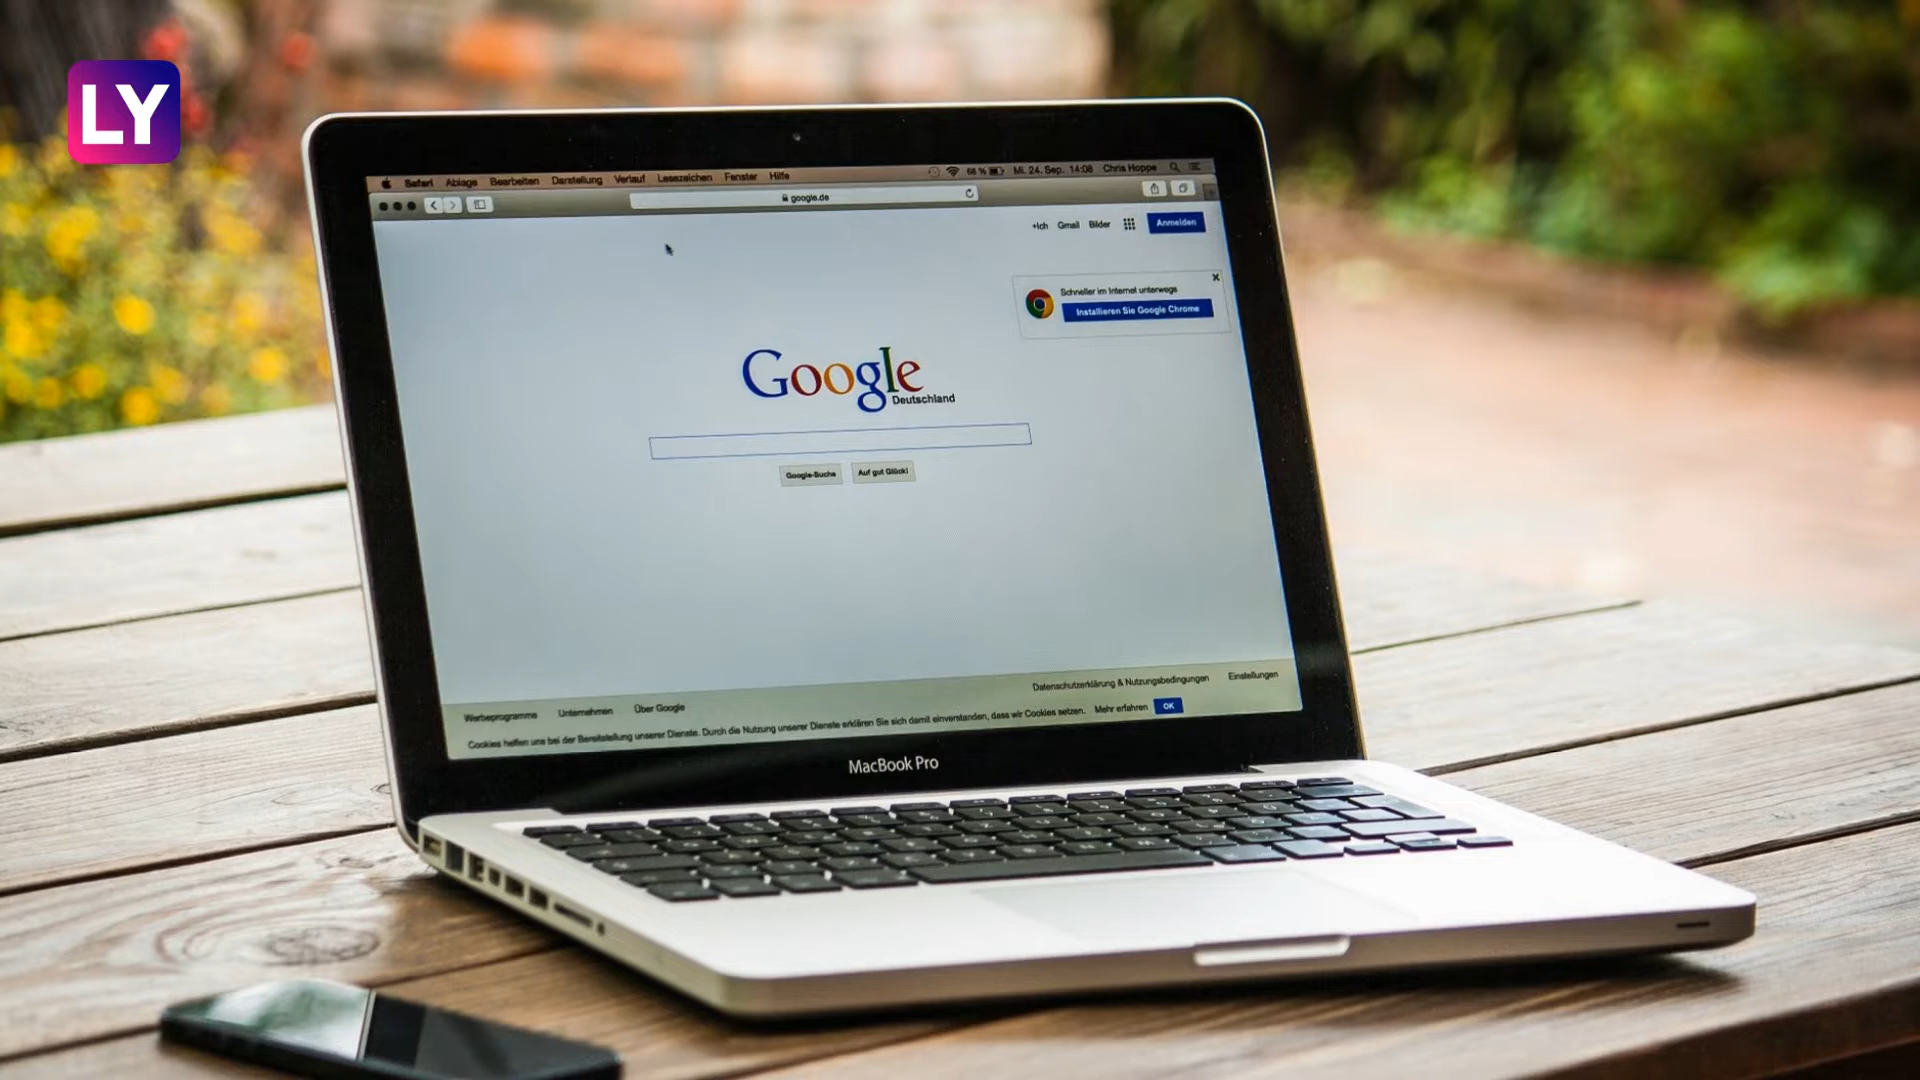 LY
Safari Ablage Bearbeiten Darstellung Verlauf Lesezeichen Fenster Hilfe 68 % Mi. 24. Sep. 14:08 Chris Hoppe
google.de
+Ich Gmail Bilder Anmelden
Schneller im Internet unterwegs
Installieren Sie Google Chrome
Google
Deutschland
Google-Suche Auf gut Glück!
Datenschutzerklärung & Nutzungsbedingungen Einstellungen
Werbeprogramme Unternehmen Über Google
Cookies helfen uns bei der Bereitstellung unserer Dienste. Durch die Nutzung unserer Dienste erklären Sie sich damit einverstanden, dass wir Cookies setzen. Mehr erfahren OK
MacBook Pro